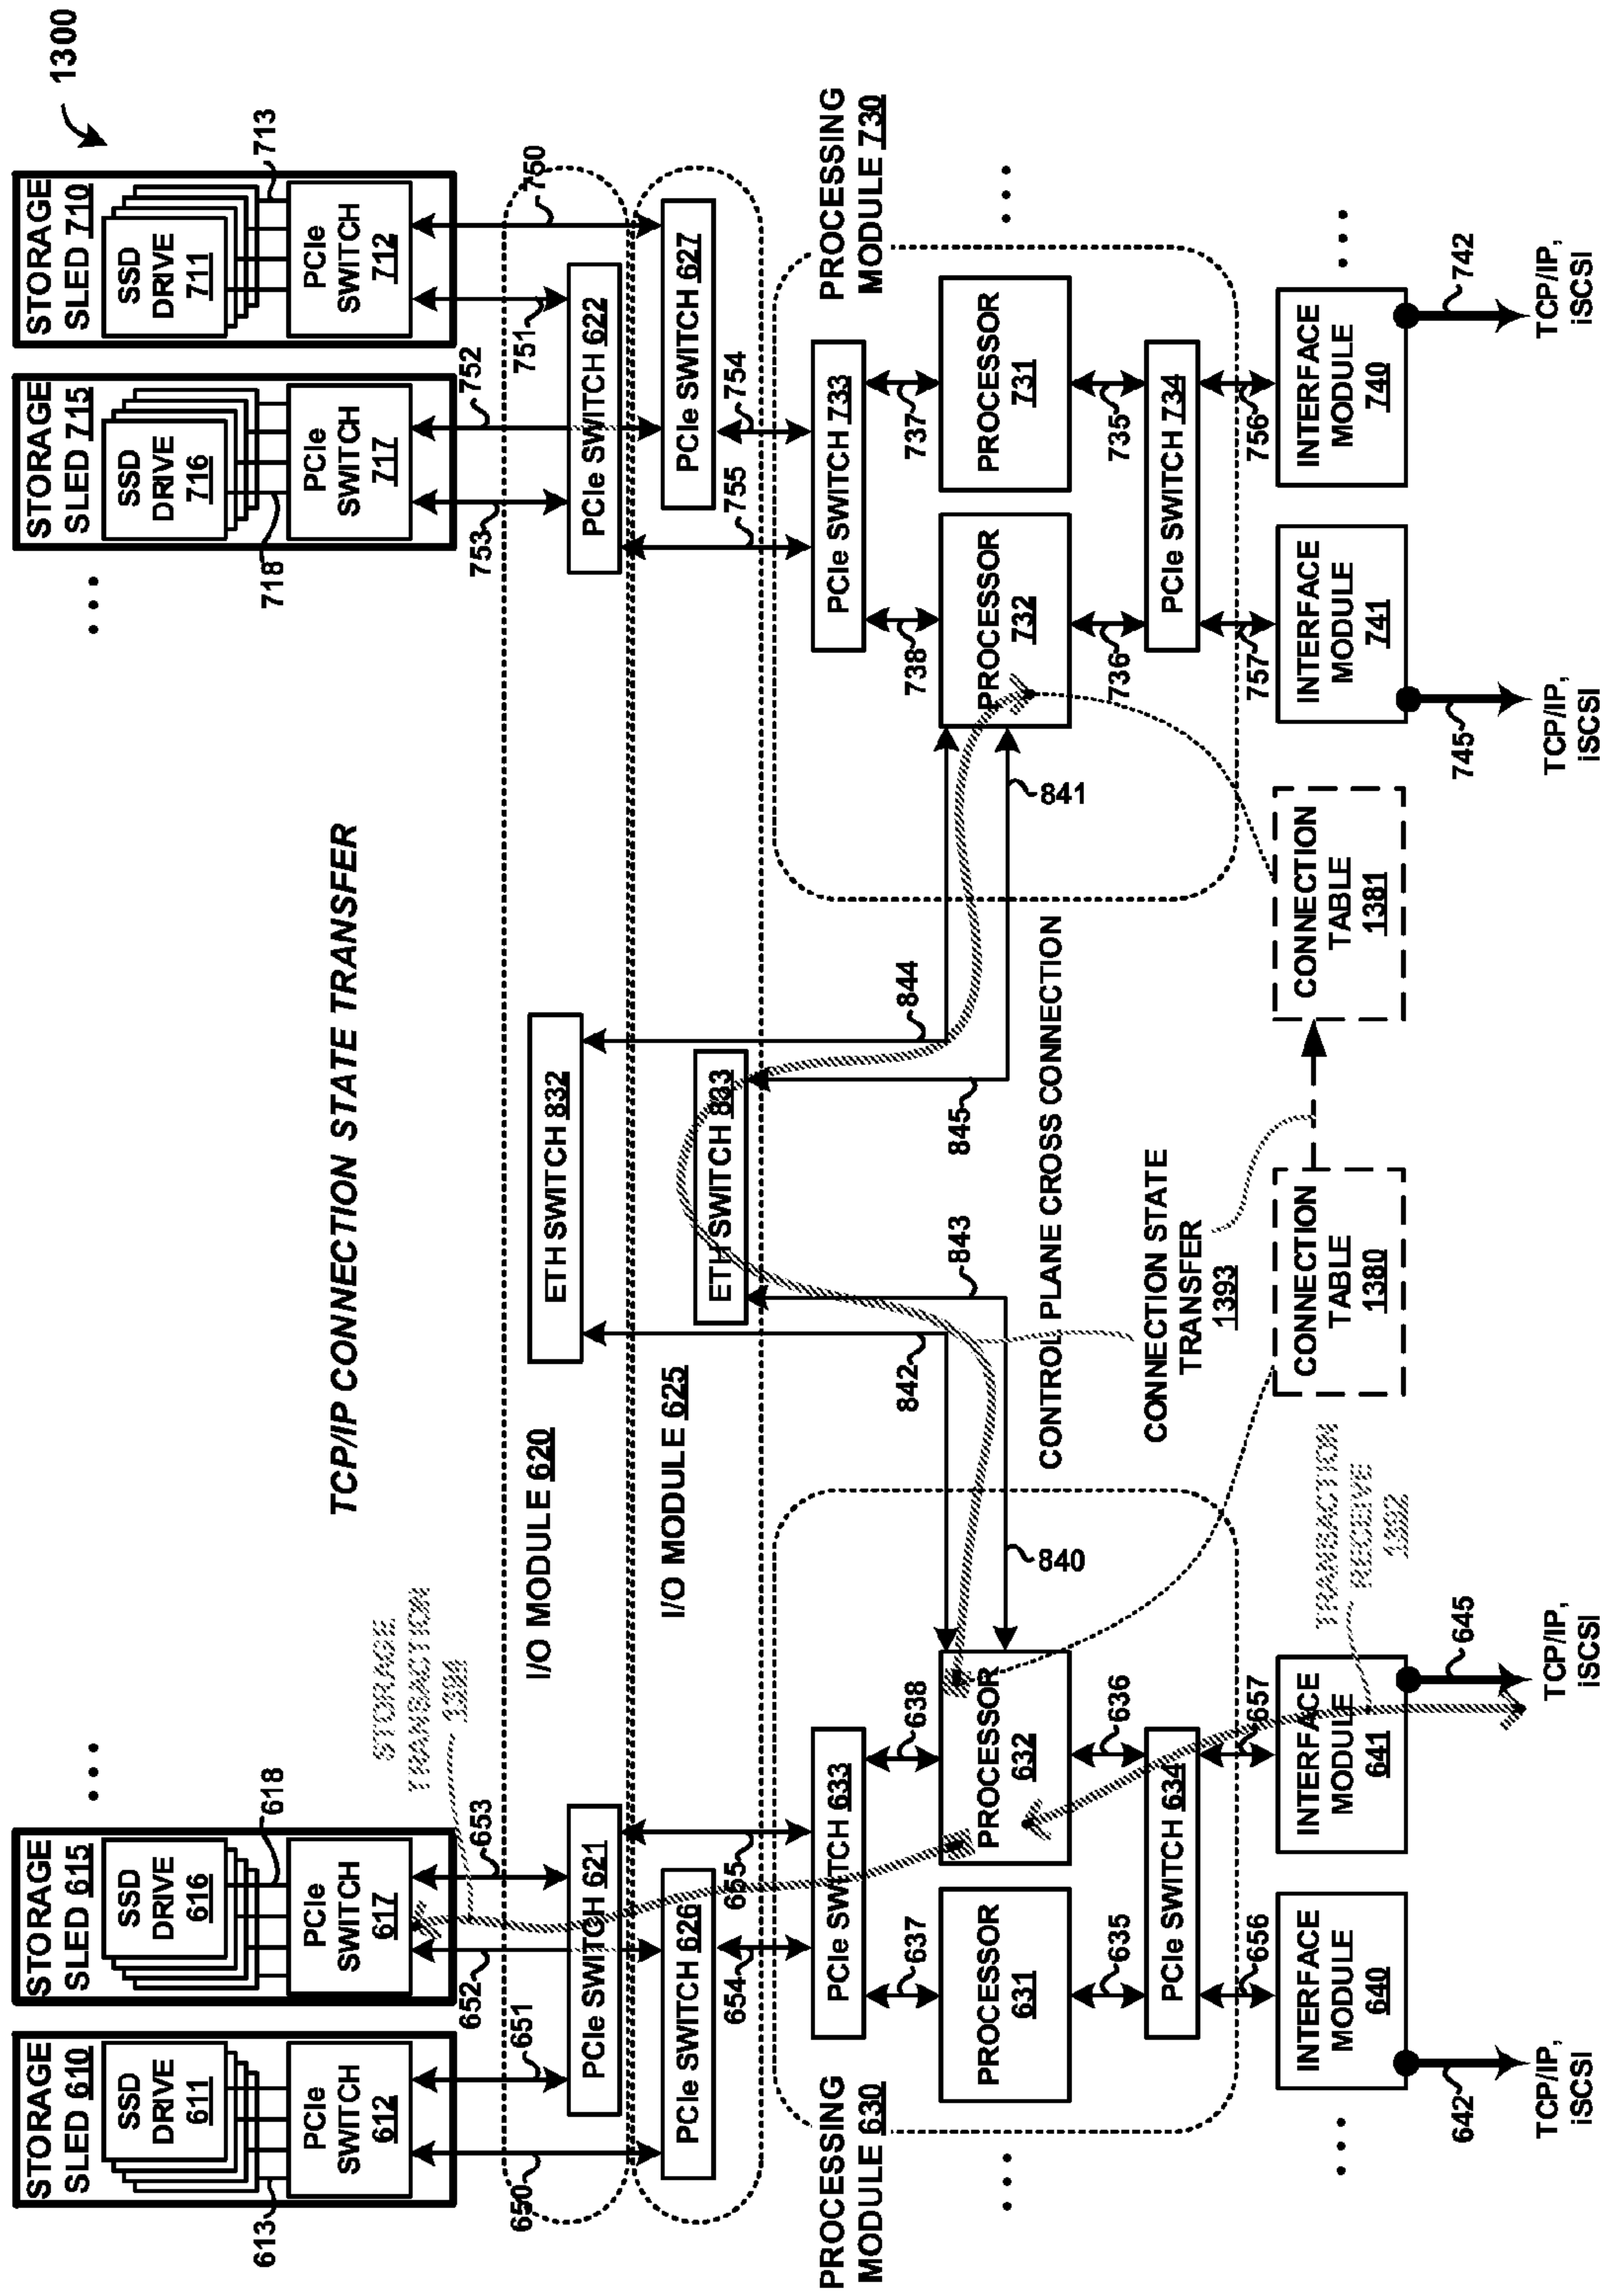 1300
TCP/IP CONNECTION STATE TRANSFER
STORAGE
SLED 610
SSD
DRIVE
611
PCIe
SWITCH
612
613
STORAGE
SLED 615
SSD
DRIVE
616
PCIe
SWITCH
617
618
STORAGE
SLED 715
SSD
DRIVE
716
PCIe
SWITCH
717
718
STORAGE
SLED 710
SSD
DRIVE
711
PCIe
SWITCH
712
713
STORAGE
TRANSACTION
650
651
652
653
753
752
751
750
I/O MODULE 620
PCIe SWITCH 621
ETH SWITCH 832
PCIe SWITCH 622
I/O MODULE 625
PCIe SWITCH 626
ETH SWITCH 833
PCIe SWITCH 627
654
655
755
754
PROCESSING
MODULE 630
PCIe SWITCH 633
637
638
PROCESSOR
631
PROCESSOR
632
635
636
PCIe SWITCH 634
656
657
INTERFACE
MODULE
640
INTERFACE
MODULE
641
642
645
TCP/IP,
iSCSI
TCP/IP,
iSCSI
842
843
844
845
840
841
CONTROL PLANE CROSS CONNECTION
CONNECTION STATE
TRANSFER
1393
TRANSACTION
RECEIVE
1392
CONNECTION
TABLE
1380
CONNECTION
TABLE
1381
PROCESSING
MODULE 730
PCIe SWITCH 733
738
737
PROCESSOR
732
PROCESSOR
731
736
735
PCIe SWITCH 734
757
756
INTERFACE
MODULE
741
INTERFACE
MODULE
740
745
742
TCP/IP,
iSCSI
TCP/IP,
iSCSI